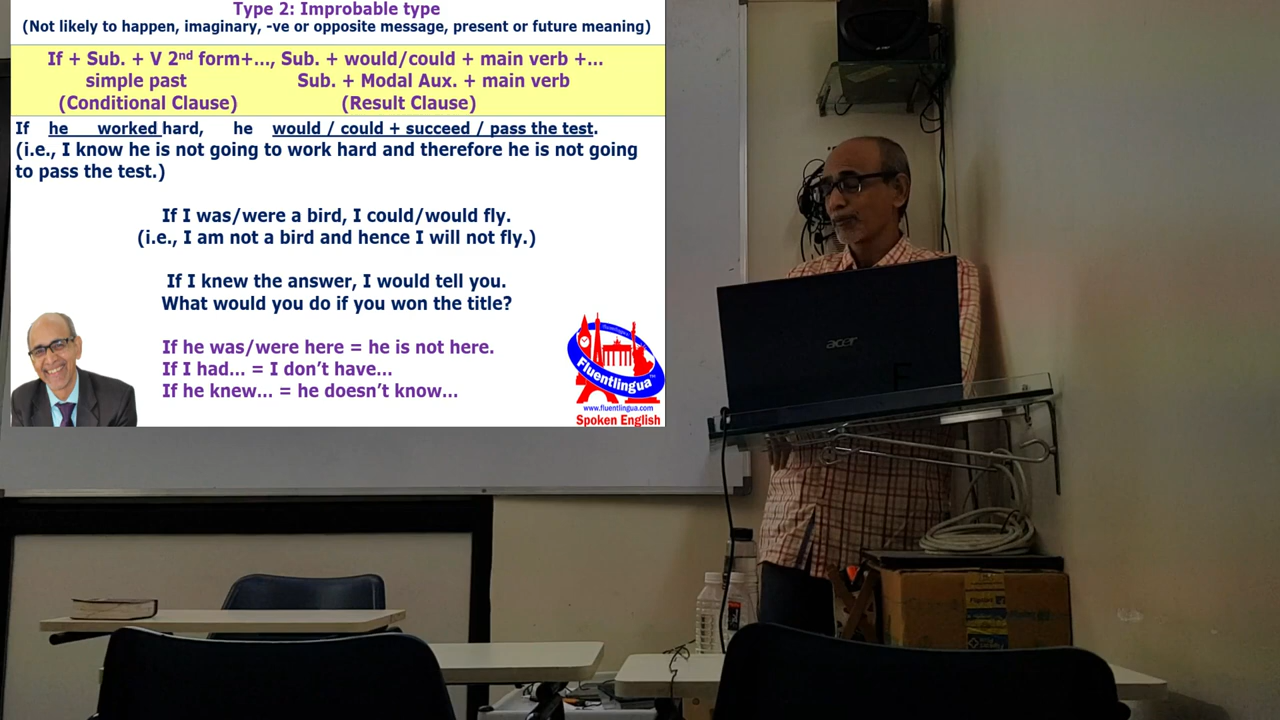 Type 2: Improbable type
(Not likely to happen, imaginary, -ve or opposite message, present or future meaning)
If + Sub. + V 2nd form+…, Sub. + would/could + main verb +…
simple past Sub. + Modal Aux. + main verb
(Conditional Clause) (Result Clause)
If he worked hard, he would / could + succeed / pass the test.
(i.e., I know he is not going to work hard and therefore he is not going
to pass the test.)
If I was/were a bird, I could/would fly.
(i.e., I am not a bird and hence I will not fly.)
If I knew the answer, I would tell you.
What would you do if you won the title?
If he was/were here = he is not here.
If I had… = I don’t have…
If he knew… = he doesn’t know…
Fluentlingua
www.fluentlingua.com
Spoken English
acer
F